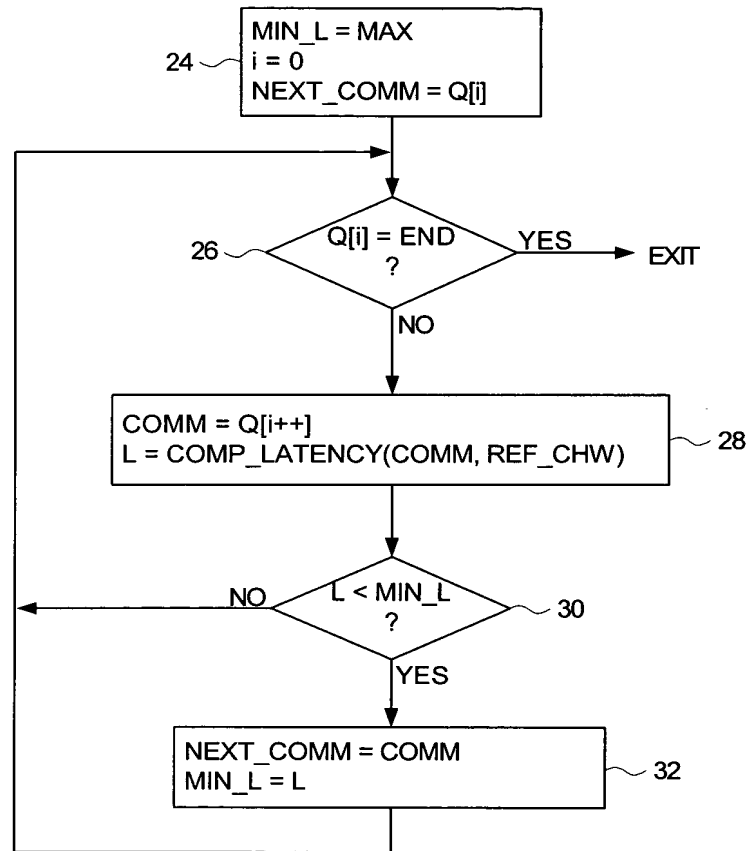 MIN_L = MAX
i = 0
NEXT_COMM = Q[i]
24
Q[i] = END
?
26
YES
EXIT
NO
COMM = Q[i++]
L = COMP_LATENCY(COMM, REF_CHW)
28
L < MIN_L
?
NO
30
YES
NEXT_COMM = COMM
MIN_L = L
32